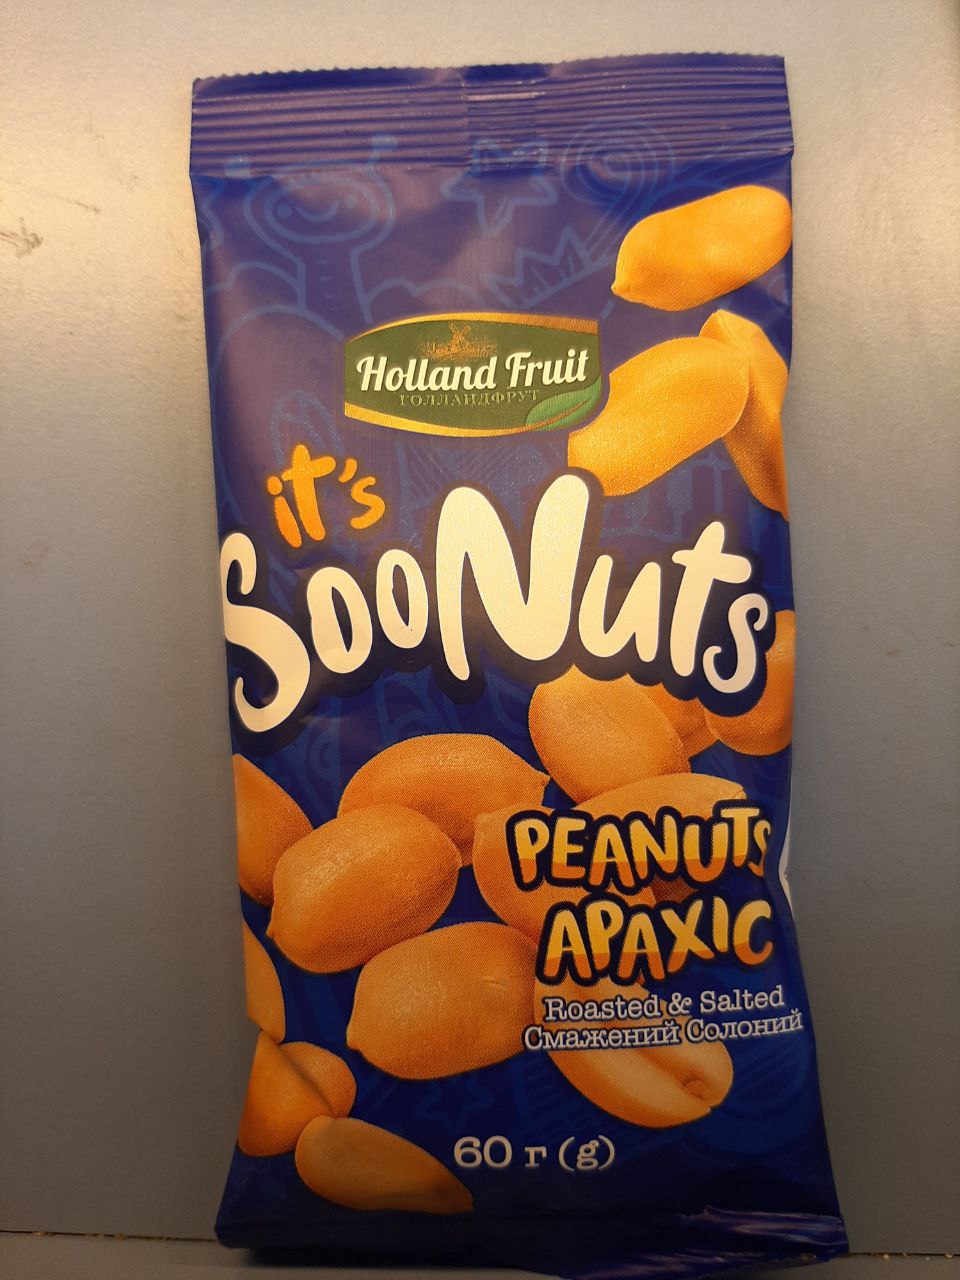 Holland Fruit
ГОЛЛАНДФРУТ
it's
SooNuts
PEANUTS
АРАХІС
Roasted & Salted
Смажений Солоний
60 г (g)